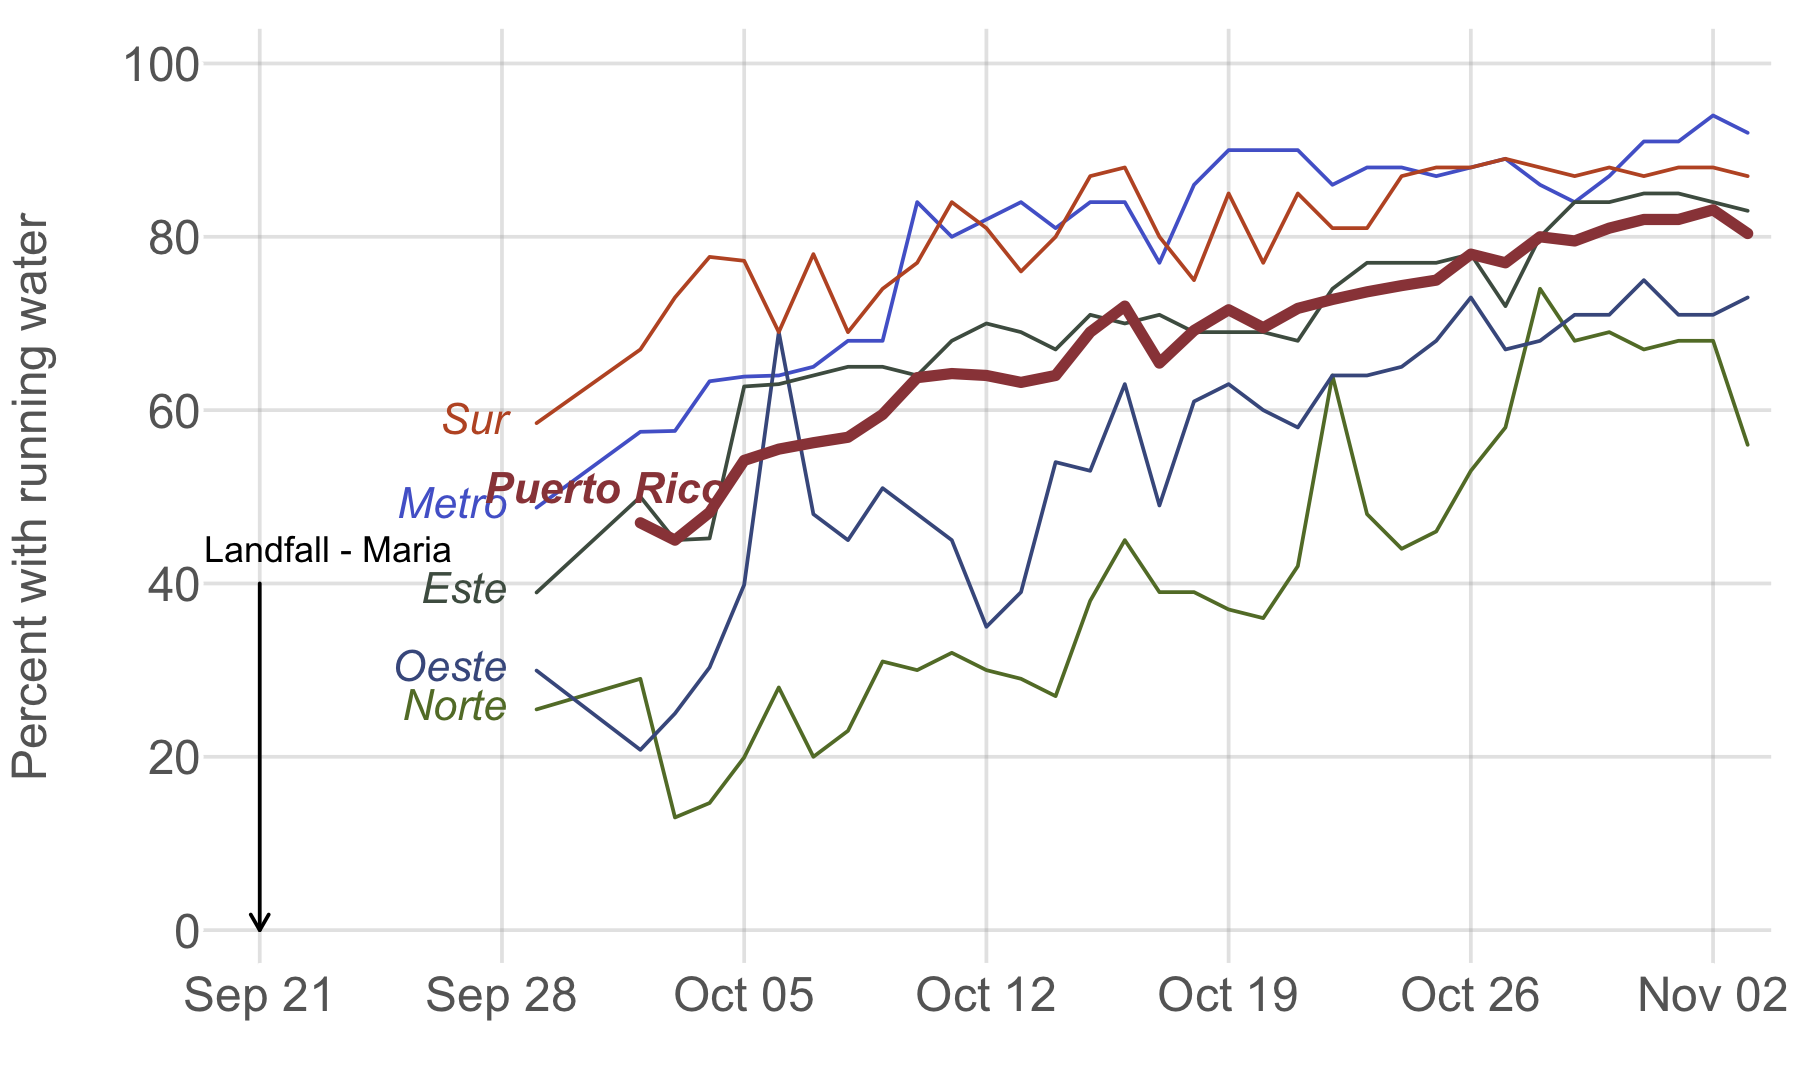 Percent with running water
100
80
60
40
20
0
Sur
Metro
Puerto Rico
Landfall - Maria
Este
Oeste
Norte
Sep 21 Sep 28 Oct 05 Oct 12 Oct 19 Oct 26 Nov 02